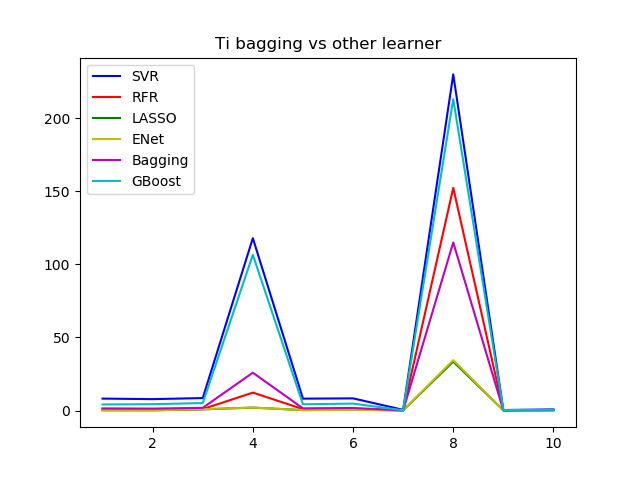 Ti bagging vs other learner
SVR
RFR
LASSO
ENet
Bagging
GBoost
200
150
100
50
0
2 4 6 8 10